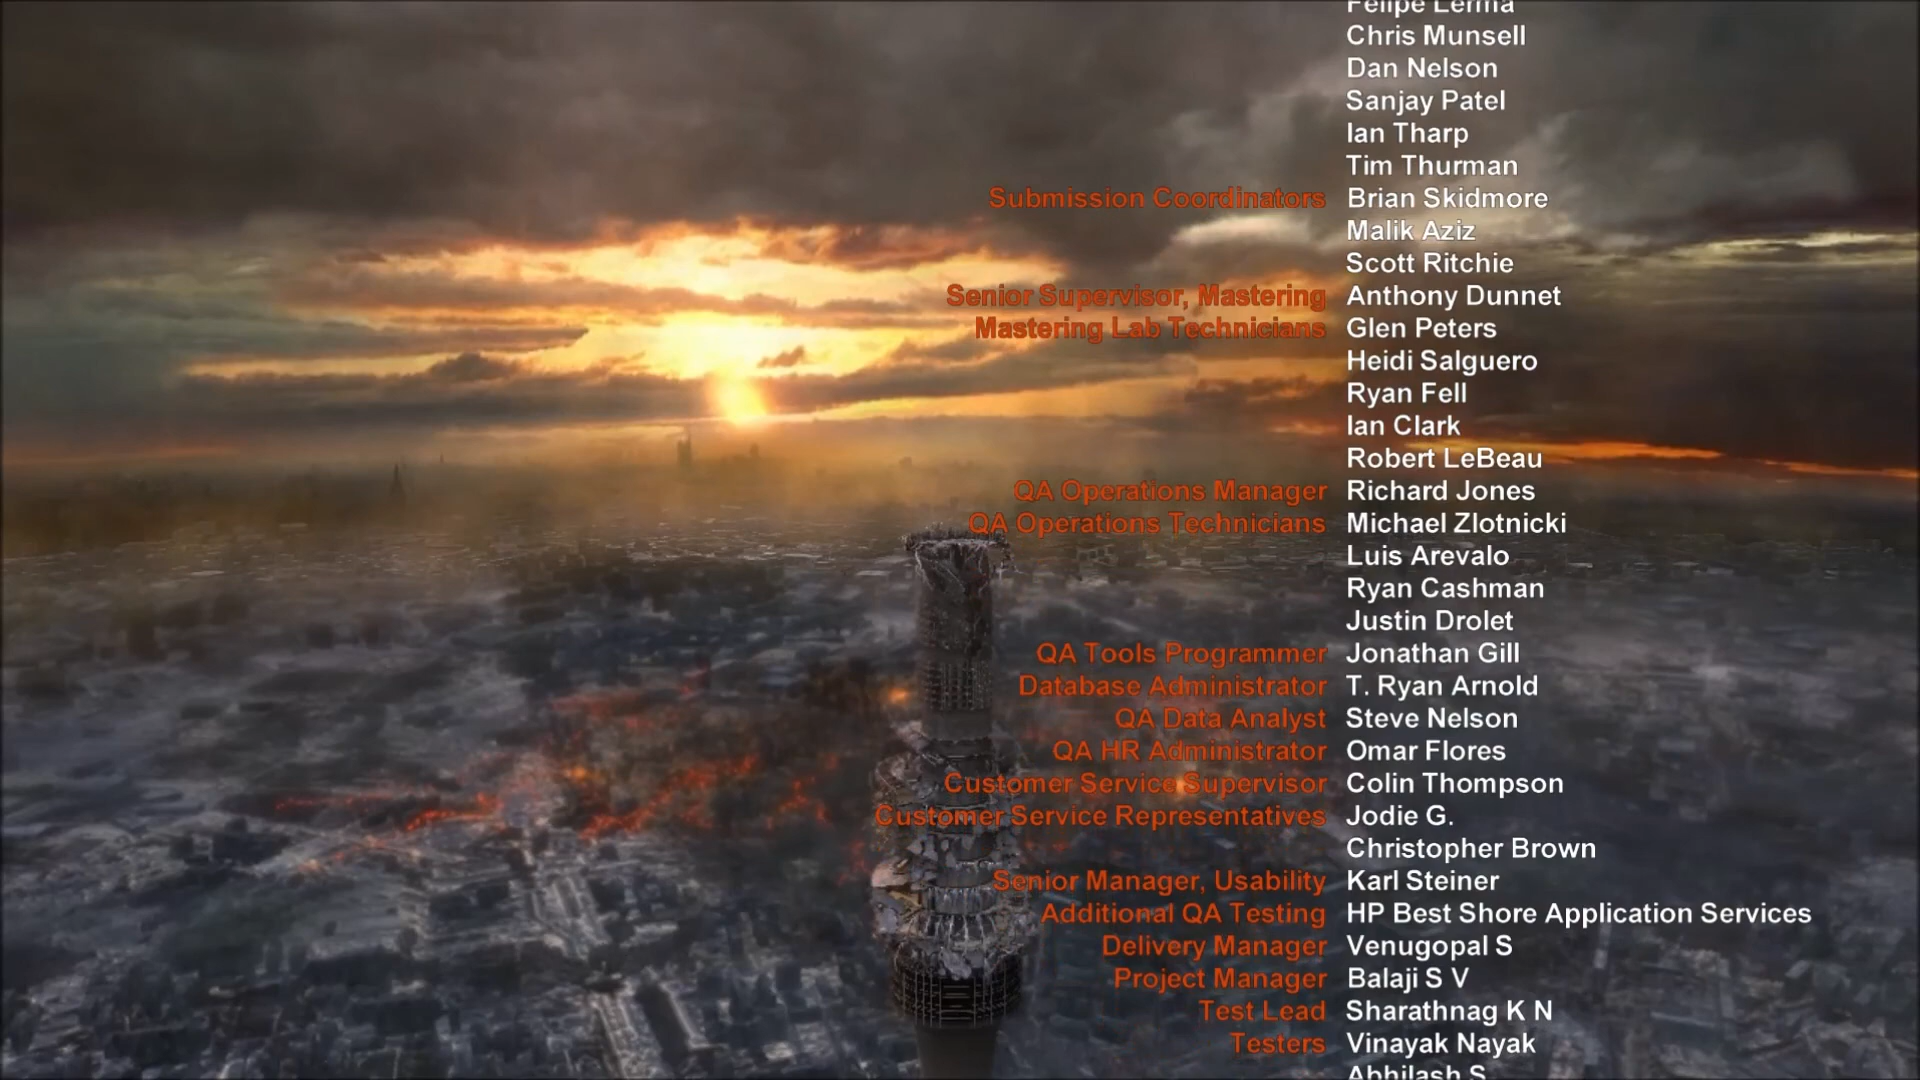 Felipe Lerma
Chris Munsell
Dan Nelson
Sanjay Patel
Ian Tharp
Tim Thurman
Submission Coordinators Brian Skidmore
Malik Aziz
Scott Ritchie
Senior Supervisor, Mastering Anthony Dunnet
Mastering Lab Technicians Glen Peters
Heidi Salguero
Ryan Fell
Ian Clark
Robert LeBeau
QA Operations Manager Richard Jones
QA Operations Technicians Michael Zlotnicki
Luis Arevalo
Ryan Cashman
Justin Drolet
QA Tools Programmer Jonathan Gill
Database Administrator T. Ryan Arnold
QA Data Analyst Steve Nelson
QA HR Administrator Omar Flores
Customer Service Supervisor Colin Thompson
Customer Service Representatives Jodie G.
Christopher Brown
Senior Manager, Usability Karl Steiner
Additional QA Testing HP Best Shore Application Services
Delivery Manager Venugopal S
Project Manager Balaji S V
Test Lead Sharathnag K N
Testers Vinayak Nayak
Abhilash S